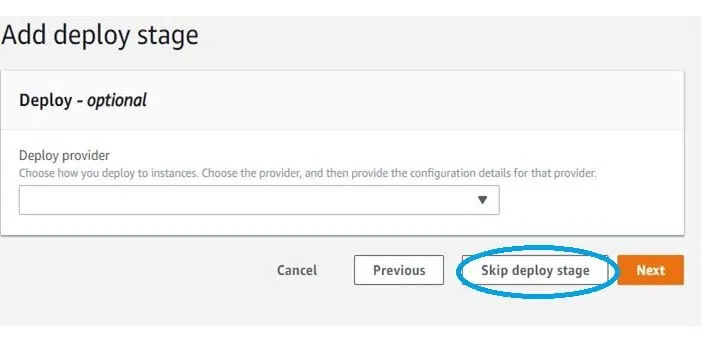 Add deploy stage
Deploy - optional
Deploy provider
Choose how you deploy to instances. Choose the provider, and then provide the configuration details for that provider.
Cancel Previous Skip deploy stage Next